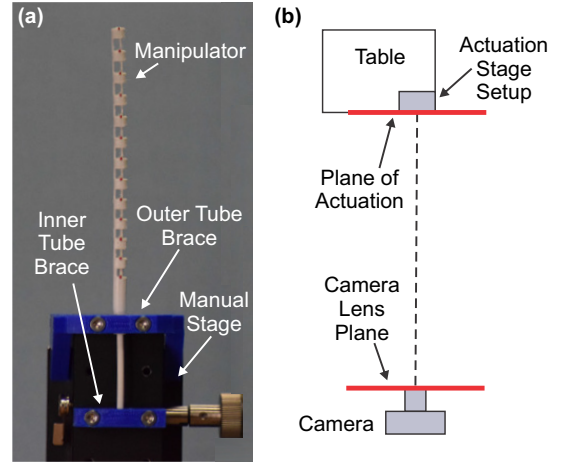 (a)
Manipulator
Inner
Tube
Brace
Outer Tube
Brace
Manual
Stage
(b)
Table
Actuation
Stage
Setup
Plane of
Actuation
Camera
Lens
Plane
Camera